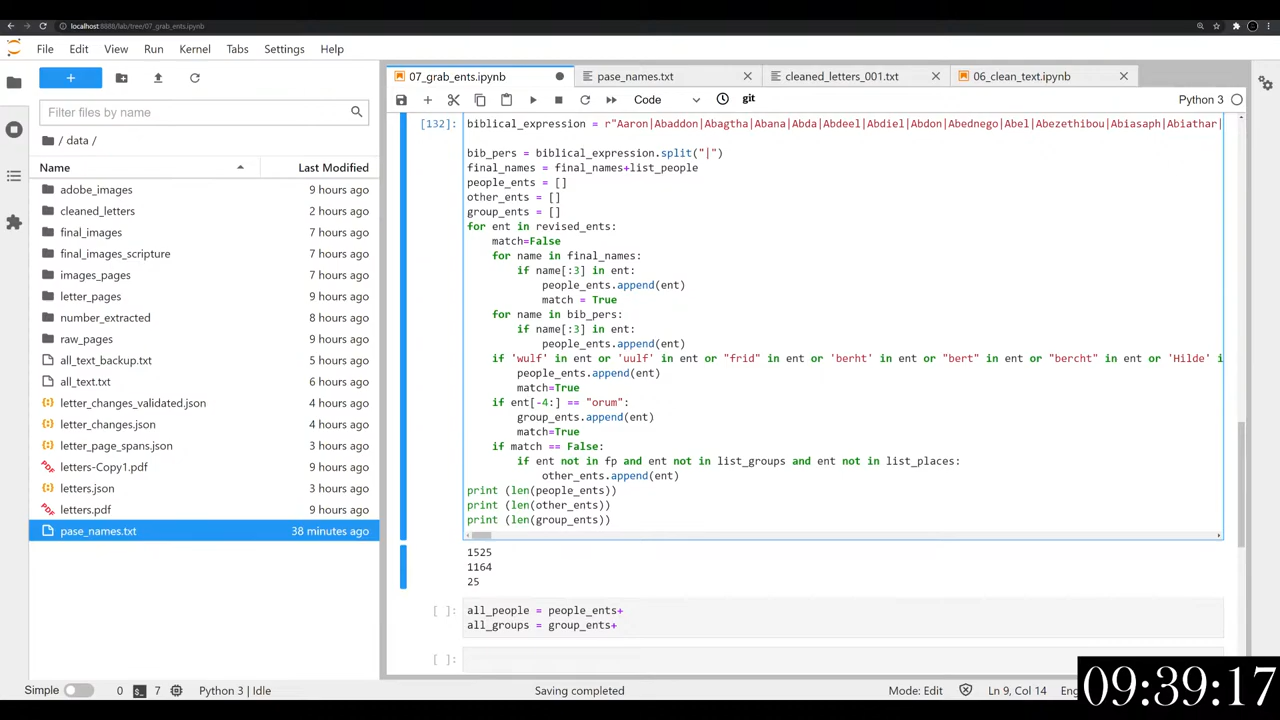 localhost:8888/lab/tree/07_grab_ents.ipynb
File Edit View Run Kernel Tabs Settings Help
07_grab_ents.ipynb pase_names.txt cleaned_letters_001.txt 06_clean_text.ipynb
Code git Python 3
Filter files by name
/ data /
Name Last Modified
adobe_images 9 hours ago
cleaned_letters 2 hours ago
final_images 7 hours ago
final_images_scripture 7 hours ago
images_pages 7 hours ago
letter_pages 9 hours ago
number_extracted 8 hours ago
raw_pages 9 hours ago
all_text_backup.txt 5 hours ago
all_text.txt 6 hours ago
letter_changes_validated.json 4 hours ago
letter_changes.json 4 hours ago
letter_page_spans.json 3 hours ago
letters-Copy1.pdf 9 hours ago
letters.json 3 hours ago
letters.pdf 9 hours ago
pase_names.txt 38 minutes ago
[132]: biblical_expression = r"Aaron|Abaddon|Abagtha|Abana|Abda|Abdeel|Abdiel|Abdon|Abednego|Abel|Abezethibou|Abiasaph|Abiathar|
bib_pers = biblical_expression.split("|")
final_names = final_names+list_people
people_ents = []
other_ents = []
group_ents = []
for ent in revised_ents:
match=False
for name in final_names:
if name[:3] in ent:
people_ents.append(ent)
match = True
for name in bib_pers:
if name[:3] in ent:
people_ents.append(ent)
if 'wulf' in ent or 'uulf' in ent or "frid" in ent or 'berht' in ent or "bert" in ent or "bercht" in ent or 'Hilde' i
people_ents.append(ent)
match=True
if ent[-4:] == "orum":
group_ents.append(ent)
match=True
if match == False:
if ent not in fp and ent not in list_groups and ent not in list_places:
other_ents.append(ent)
print (len(people_ents))
print (len(other_ents))
print (len(group_ents))
1525
1164
25
[ ]: all_people = people_ents+
all_groups = group_ents+
[ ]:
Simple 0 7 Python 3 | Idle Saving completed Mode: Edit Ln 9, Col 14
09:39:17